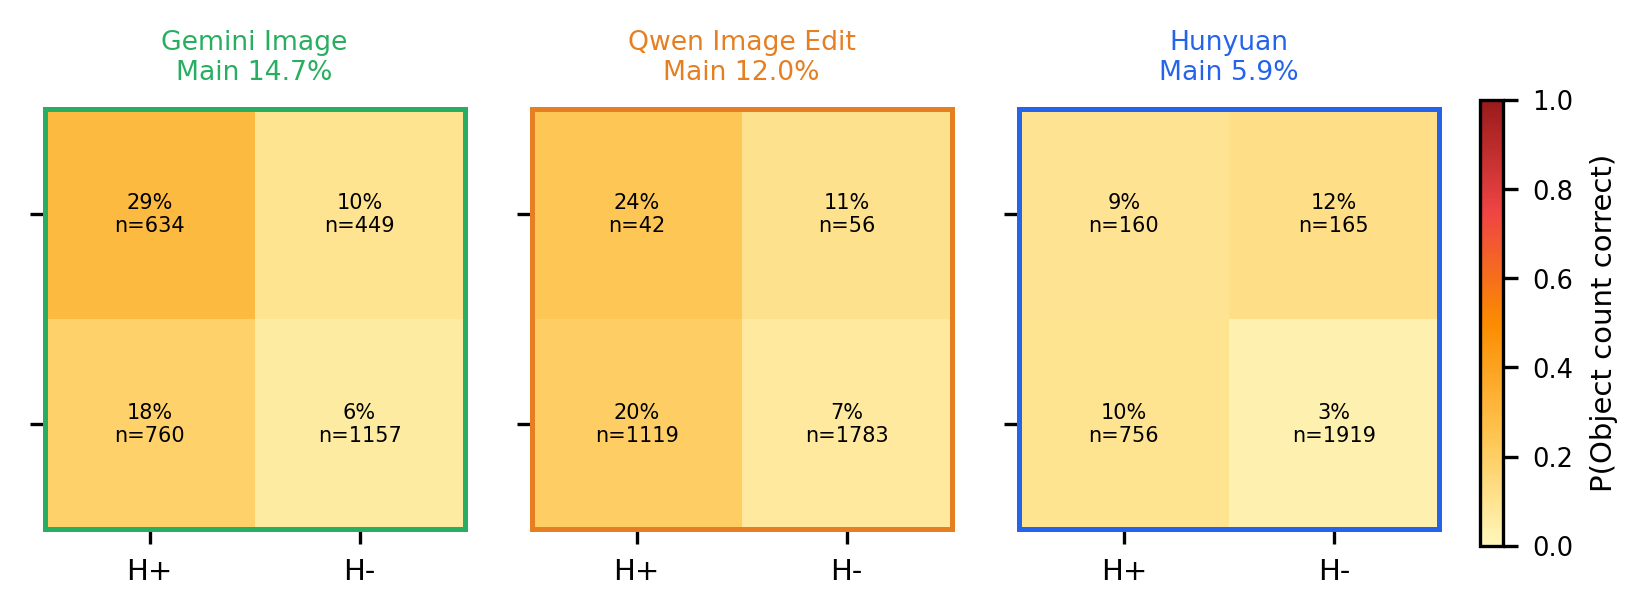 Gemini Image
Main 14.7%
29%
n=634
10%
n=449
18%
n=760
6%
n=1157
H+
H-
Qwen Image Edit
Main 12.0%
24%
n=42
11%
n=56
20%
n=1119
7%
n=1783
H+
H-
Hunyuan
Main 5.9%
9%
n=160
12%
n=165
10%
n=756
3%
n=1919
H+
H-
1.0
0.8
0.6
0.4
0.2
0.0
P(Object count correct)